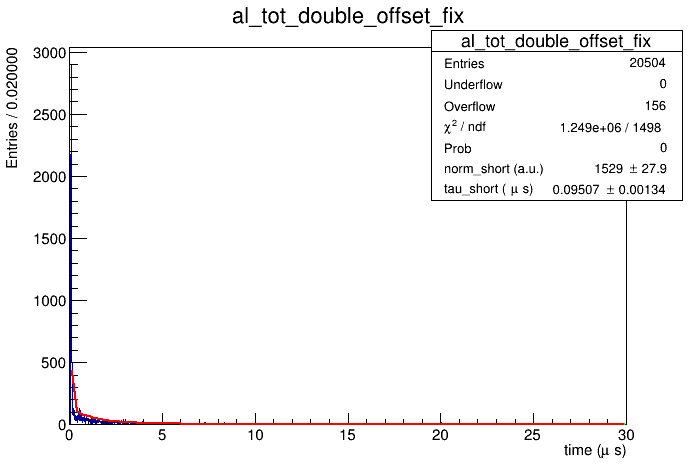 al_tot_double_offset_fix
al_tot_double_offset_fix
Entries 20504
Underflow 0
Overflow 156
χ2 / ndf 1.249e+06 / 1498
Prob 0
norm_short (a.u.) 1529 ± 27.9
tau_short ( μ s) 0.09507 ± 0.00134
Entries / 0.020000
3000
2500
2000
1500
1000
500
0
0 5 10 15 20 25 30
time (μ s)